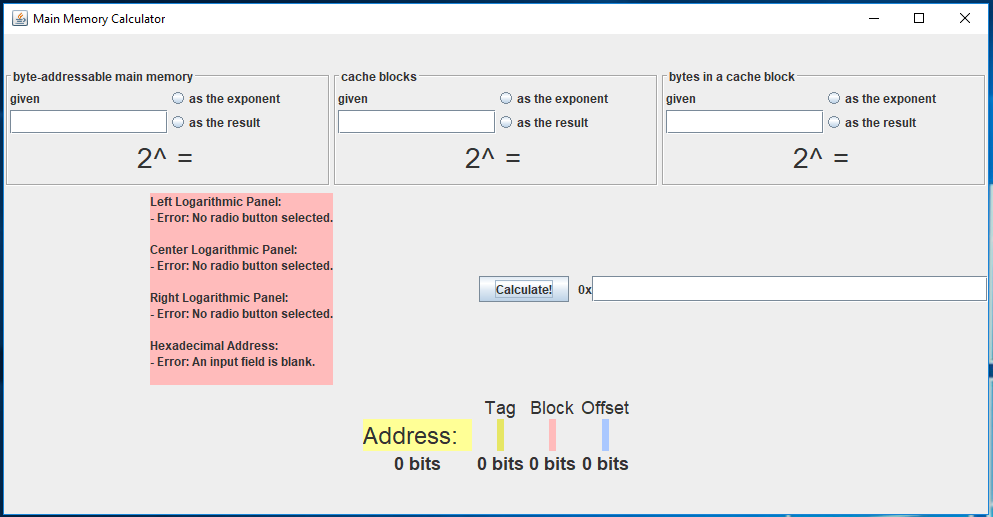 Main Memory Calculator
byte-addressable main memory
given
as the exponent
as the result
2^ =
cache blocks
given
as the exponent
as the result
2^ =
bytes in a cache block
given
as the exponent
as the result
2^ =
Left Logarithmic Panel:
- Error: No radio button selected.
Center Logarithmic Panel:
- Error: No radio button selected.
Right Logarithmic Panel:
- Error: No radio button selected.
Hexadecimal Address:
- Error: An input field is blank.
Calculate! 0x
Tag Block Offset
Address:
0 bits 0 bits 0 bits 0 bits